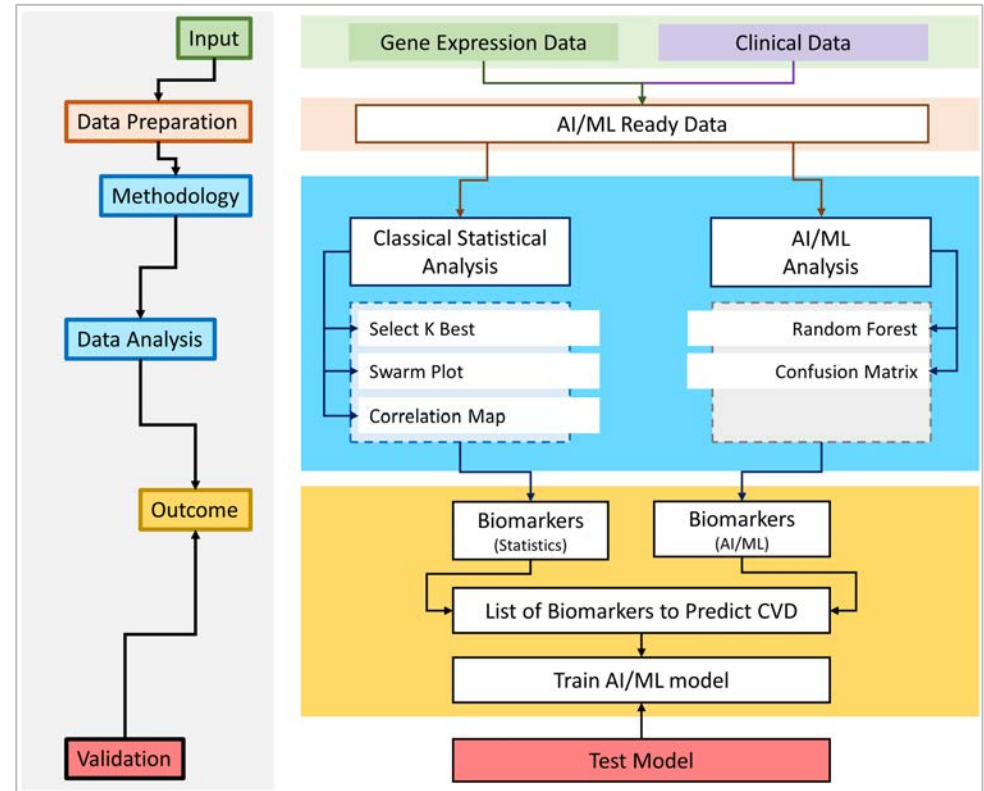 Input
Data Preparation
Methodology
Data Analysis
Outcome
Validation
Gene Expression Data
Clinical Data
AI/ML Ready Data
Classical Statistical
Analysis
Select K Best
Swarm Plot
Correlation Map
AI/ML
Analysis
Random Forest
Confusion Matrix
Biomarkers
(Statistics)
Biomarkers
(AI/ML)
List of Biomarkers to Predict CVD
Train AI/ML model
Test Model